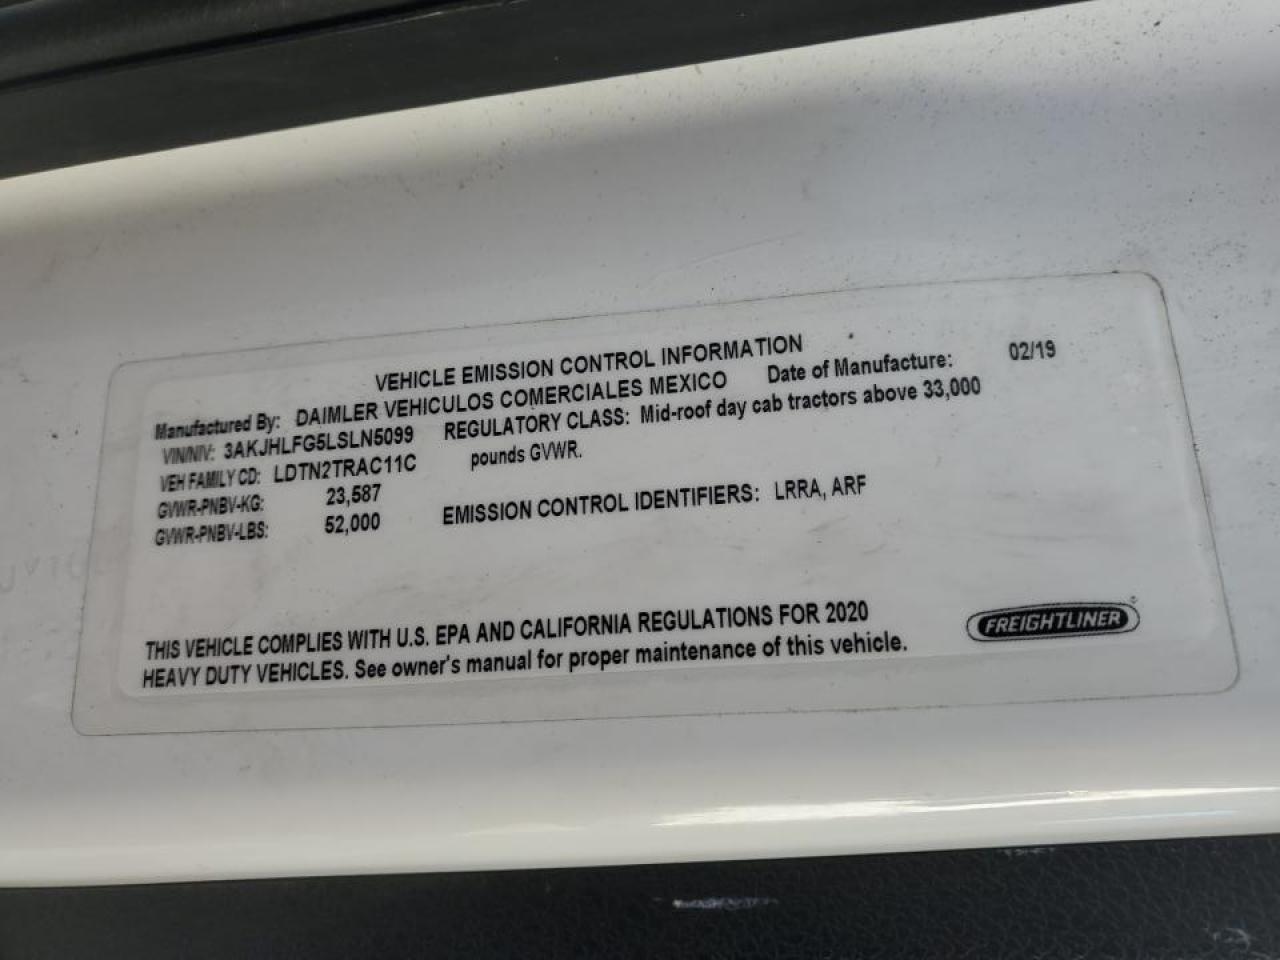 VEHICLE EMISSION CONTROL INFORMATION
Manufactured By: DAIMLER VEHICULOS COMERCIALES MEXICO Date of Manufacture: 02/19
VIN/NIV: 3AKJHLFG5LSLN5099 REGULATORY CLASS: Mid-roof day cab tractors above 33,000
VEH FAMILY CD: LDTN2TRAC11C pounds GVWR.
GVWR-PNBV-KG: 23,587
GVWR-PNBV-LBS: 52,000 EMISSION CONTROL IDENTIFIERS: LRRA, ARF
THIS VEHICLE COMPLIES WITH U.S. EPA AND CALIFORNIA REGULATIONS FOR 2020
HEAVY DUTY VEHICLES. See owner's manual for proper maintenance of this vehicle.
FREIGHTLINER